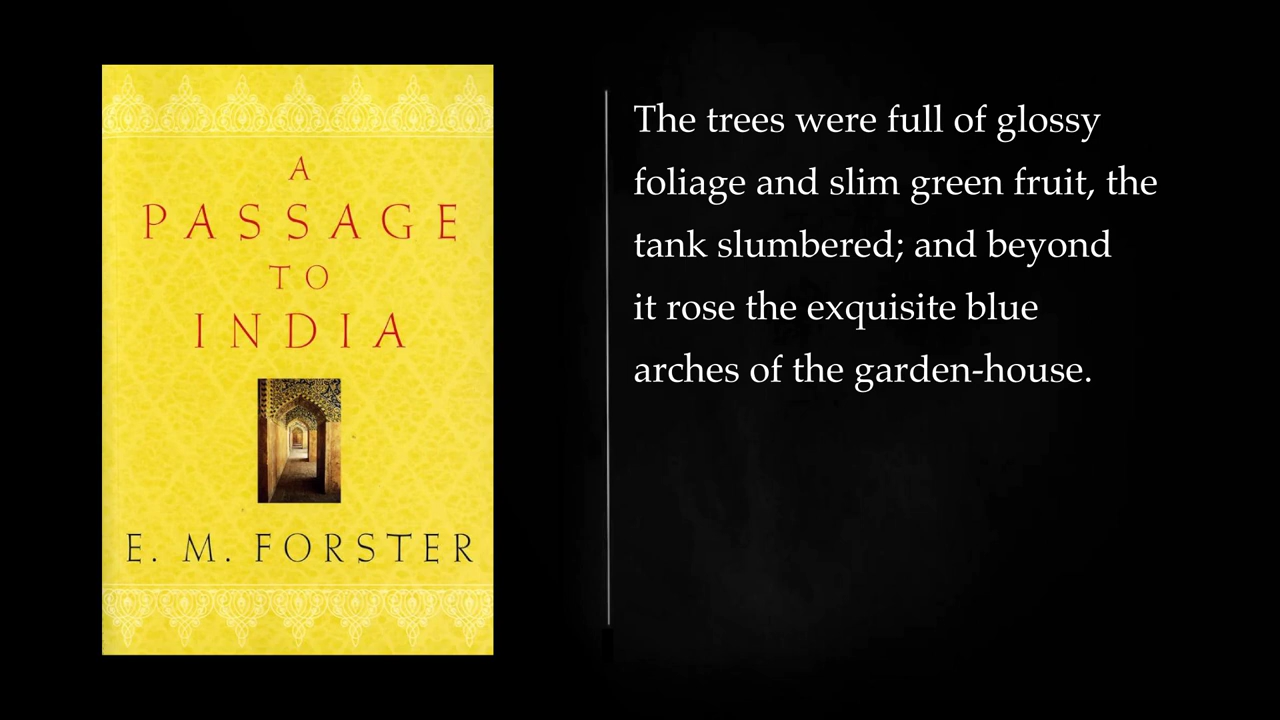 A
PASSAGE
TO
INDIA
E. M. FORSTER
The trees were full of glossy
foliage and slim green fruit, the
tank slumbered; and beyond
it rose the exquisite blue
arches of the garden-house.